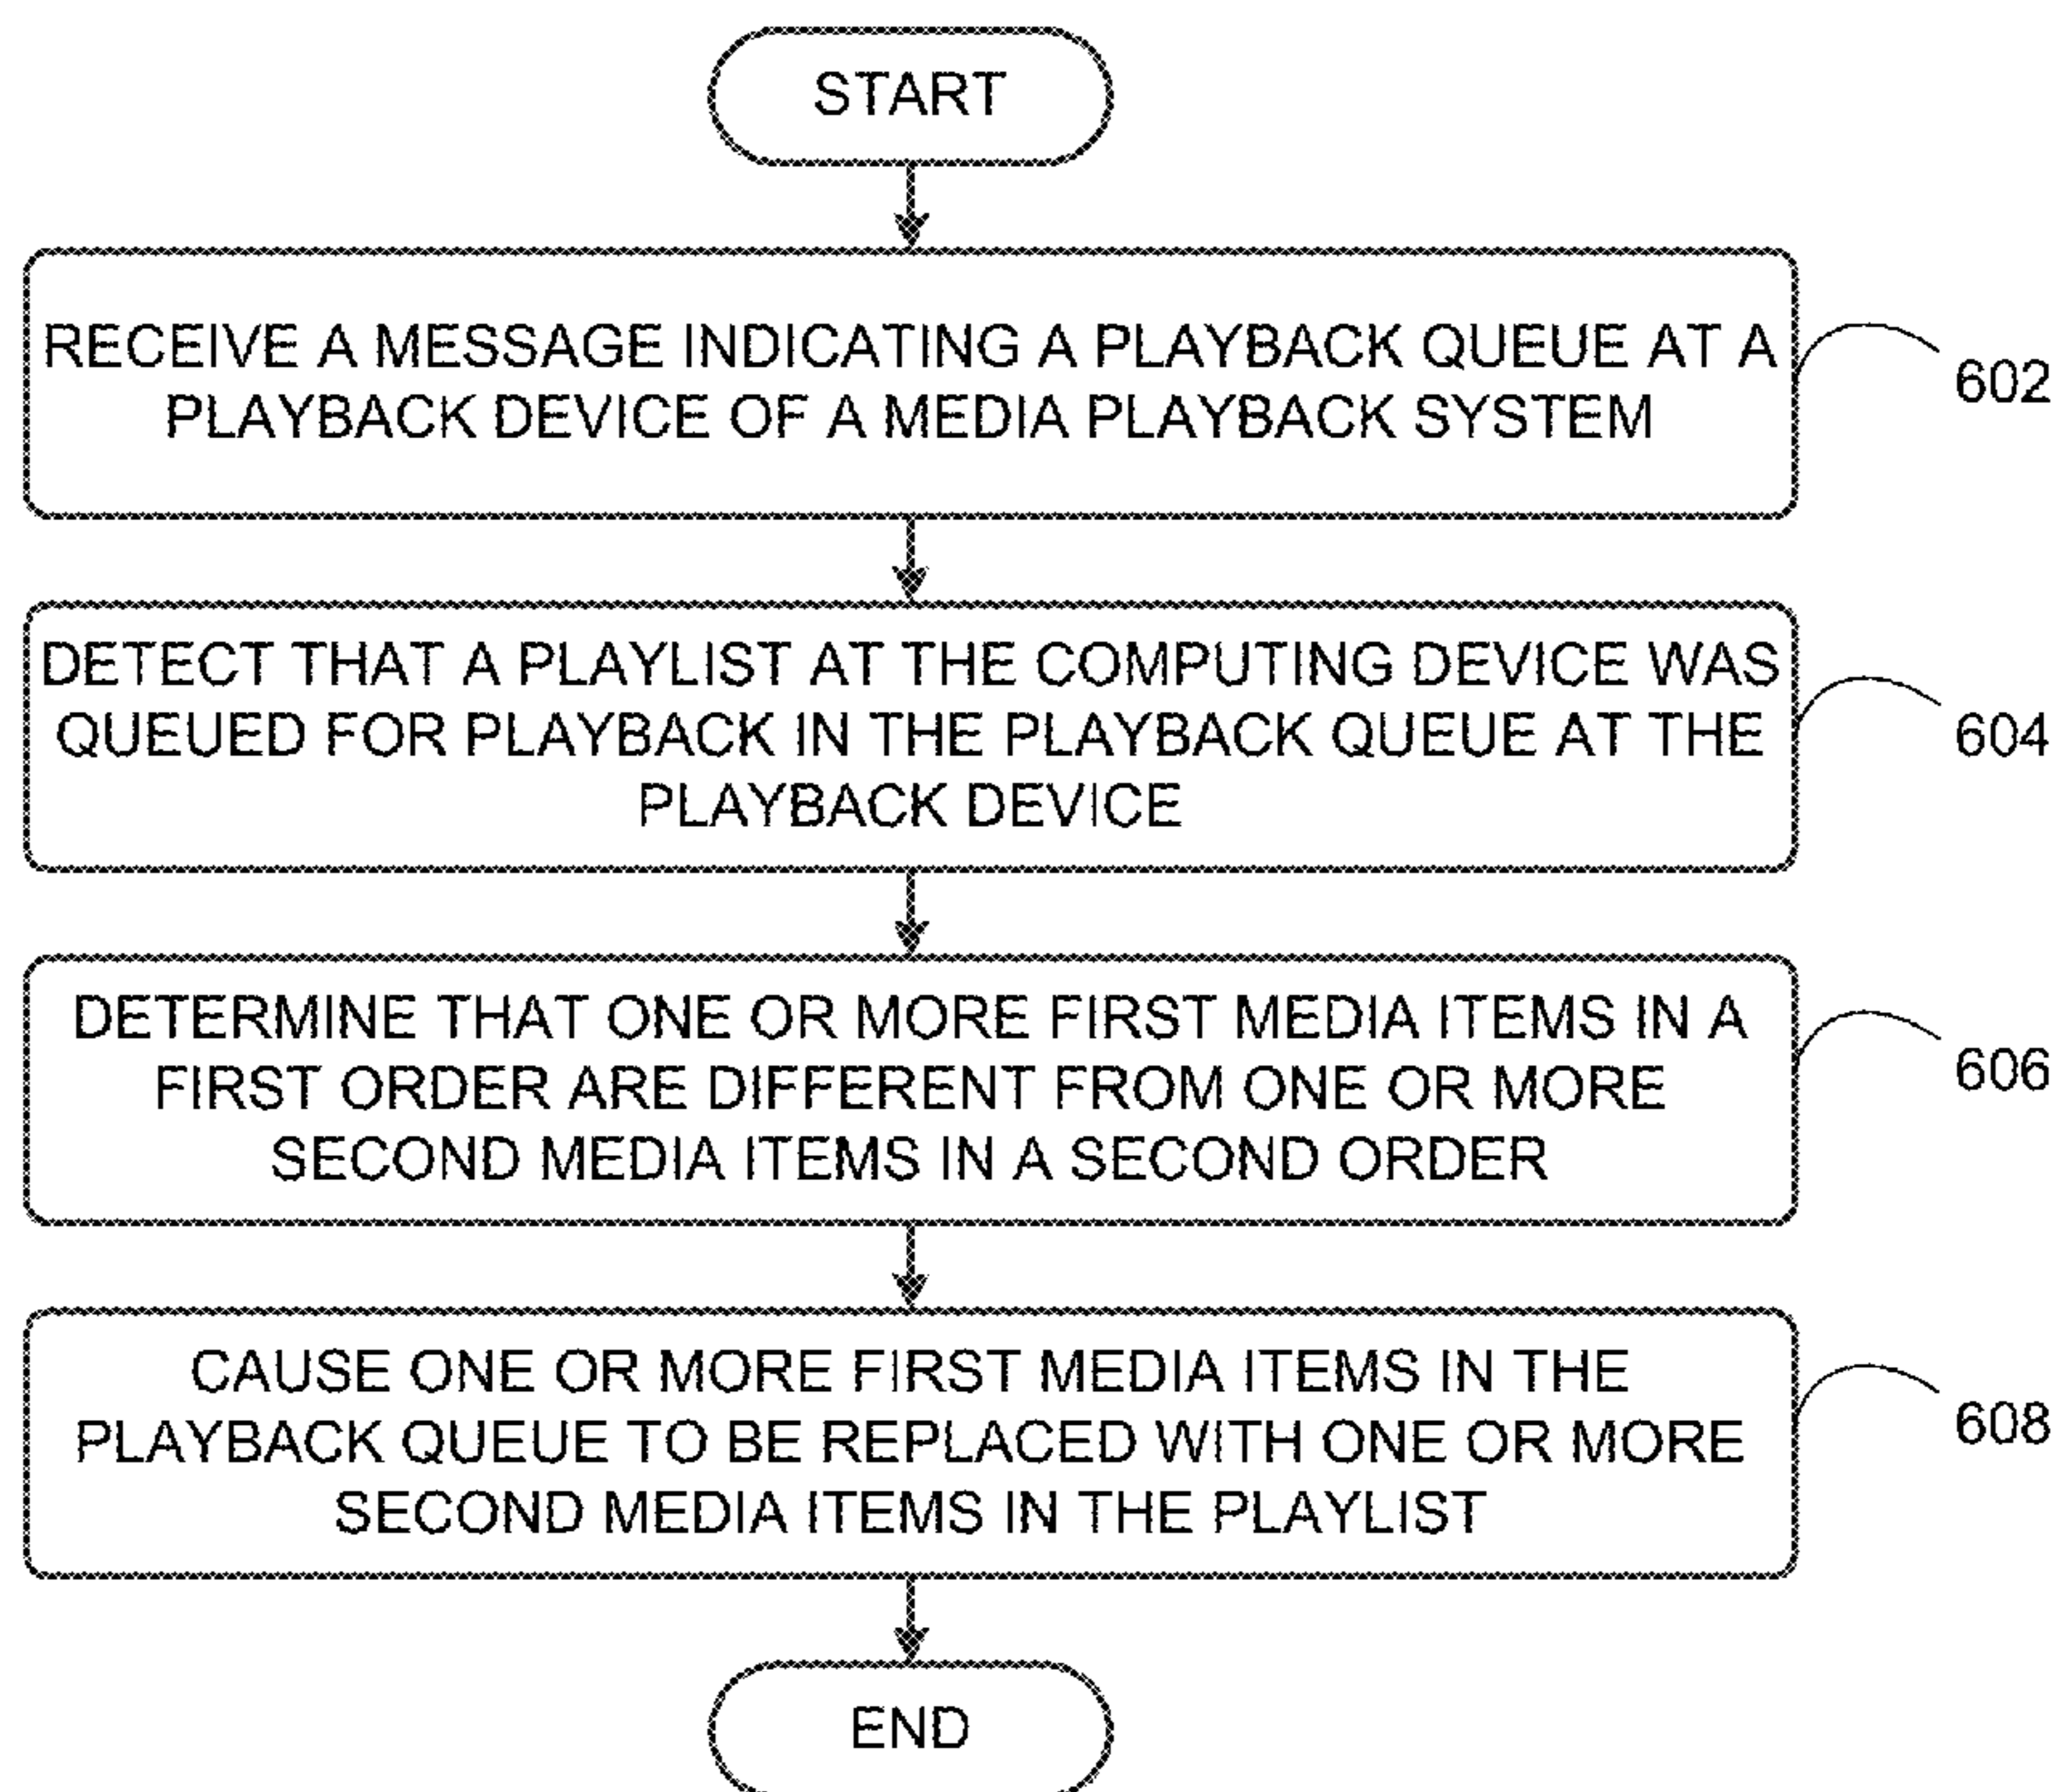 START
RECEIVE A MESSAGE INDICATING A PLAYBACK QUEUE AT A
PLAYBACK DEVICE OF A MEDIA PLAYBACK SYSTEM
602
DETECT THAT A PLAYLIST AT THE COMPUTING DEVICE WAS
QUEUED FOR PLAYBACK IN THE PLAYBACK QUEUE AT THE
PLAYBACK DEVICE
604
DETERMINE THAT ONE OR MORE FIRST MEDIA ITEMS IN A
FIRST ORDER ARE DIFFERENT FROM ONE OR MORE
SECOND MEDIA ITEMS IN A SECOND ORDER
606
CAUSE ONE OR MORE FIRST MEDIA ITEMS IN THE
PLAYBACK QUEUE TO BE REPLACED WITH ONE OR MORE
SECOND MEDIA ITEMS IN THE PLAYLIST
608
END